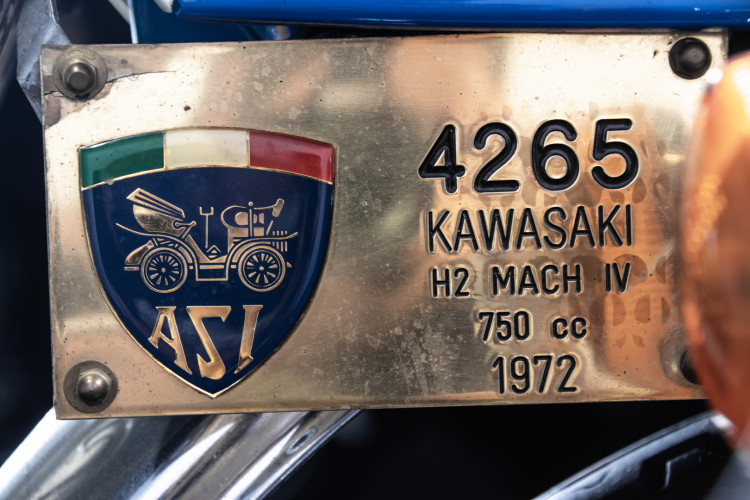 ASI
4265
KAWASAKI
H2 MACH IV
750 cc
1972